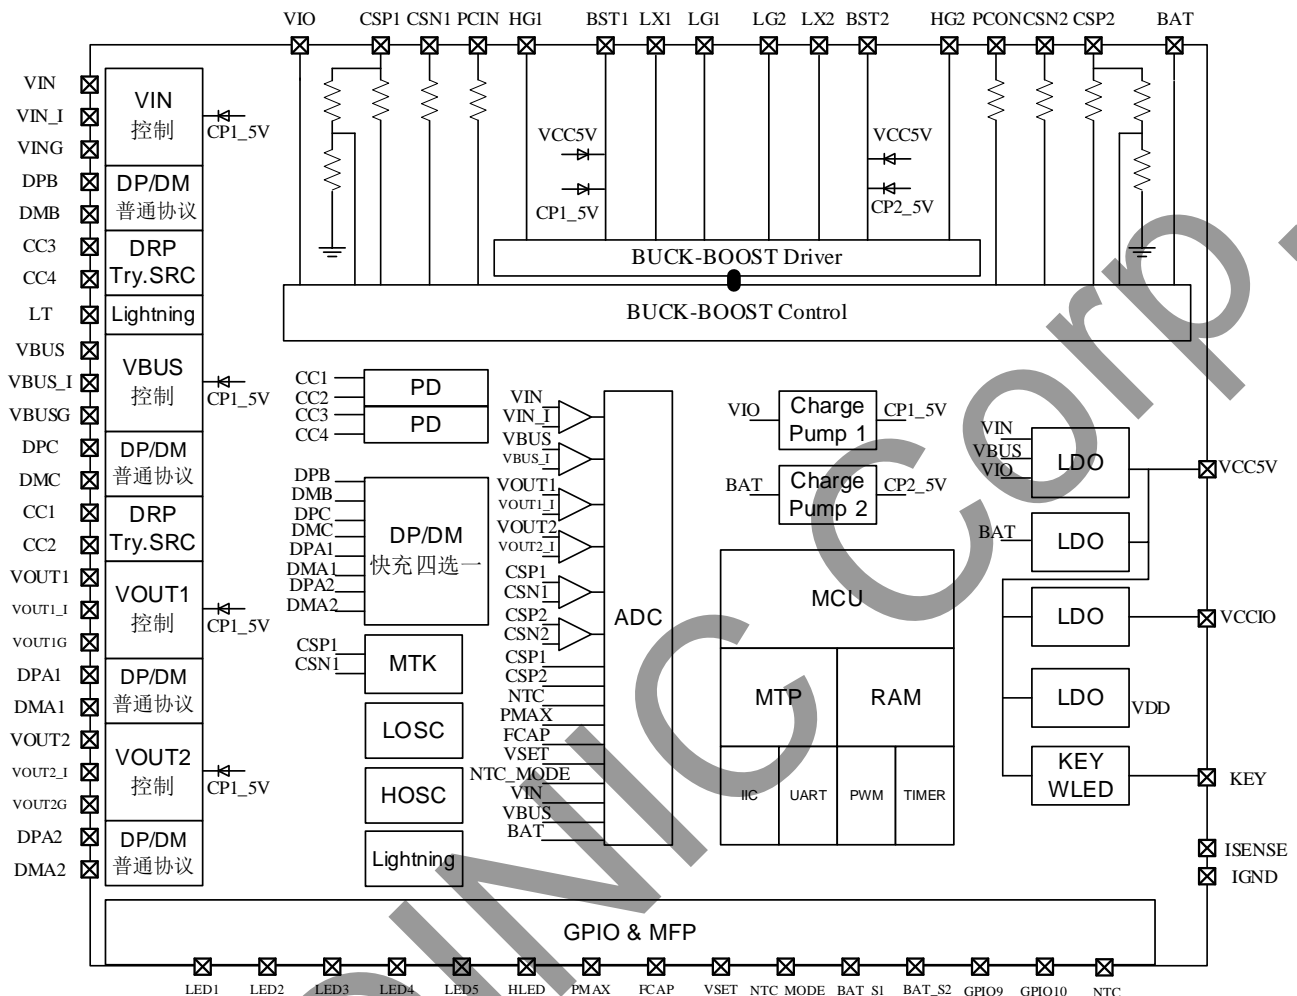 VIO CSP1 CSN1 PCIN HG1 BST1 LX1 LG1 LG2 LX2 BST2 HG2 PCON CSN2 CSP2 BAT
VIN
VIN_I
VING
DPB
DMB
CC3
CC4
LT
VBUS
VBUS_I
VBUSG
DPC
DMC
CC1
CC2
VOUT1
VOUT1_I
VOUT1G
DPA1
DMA1
VOUT2
VOUT2_I
VOUT2G
DPA2
DMA2
VIN
控制
CP1_5V
DP/DM
普通协议
DRP
Try.SRC
Lightning
VBUS
控制
CP1_5V
DP/DM
普通协议
DRP
Try.SRC
VOUT1
控制
CP1_5V
DP/DM
普通协议
VOUT2
控制
CP1_5V
DP/DM
普通协议
VCC5V
CP1_5V
VCC5V
CP2_5V
BUCK-BOOST Driver
BUCK-BOOST Control
CC1
CC2
PD
CC3
CC4
PD
DPB
DMB
DPC
DMC
DPA1
DMA1
DPA2
DMA2
DP/DM
快充四选一
CSP1
CSN1
MTK
LOSC
HOSC
Lightning
VIN
VIN_I
VBUS
VBUS_I
VOUT1
VOUT1_I
VOUT2
VOUT2_I
CSP1
CSN1
CSP2
CSN2
CSP1
CSP2
NTC
PMAX
FCAP
VSET
NTC_MODE
VIN
VBUS
BAT
ADC
VIO
Charge
Pump 1
CP1_5V
BAT
Charge
Pump 2
CP2_5V
MCU
MTP
RAM
IIC
UART
PWM
TIMER
VIN
VBUS
VIO
LDO
BAT
LDO
LDO
LDO
VDD
KEY
WLED
VCC5V
VCCIO
KEY
ISENSE
IGND
GPIO & MFP
LED1 LED2 LED3 LED4 LED5 HLED PMAX FCAP VSET NTC_MODE BAT_S1 BAT_S2 GPIO9 GPIO10 NTC